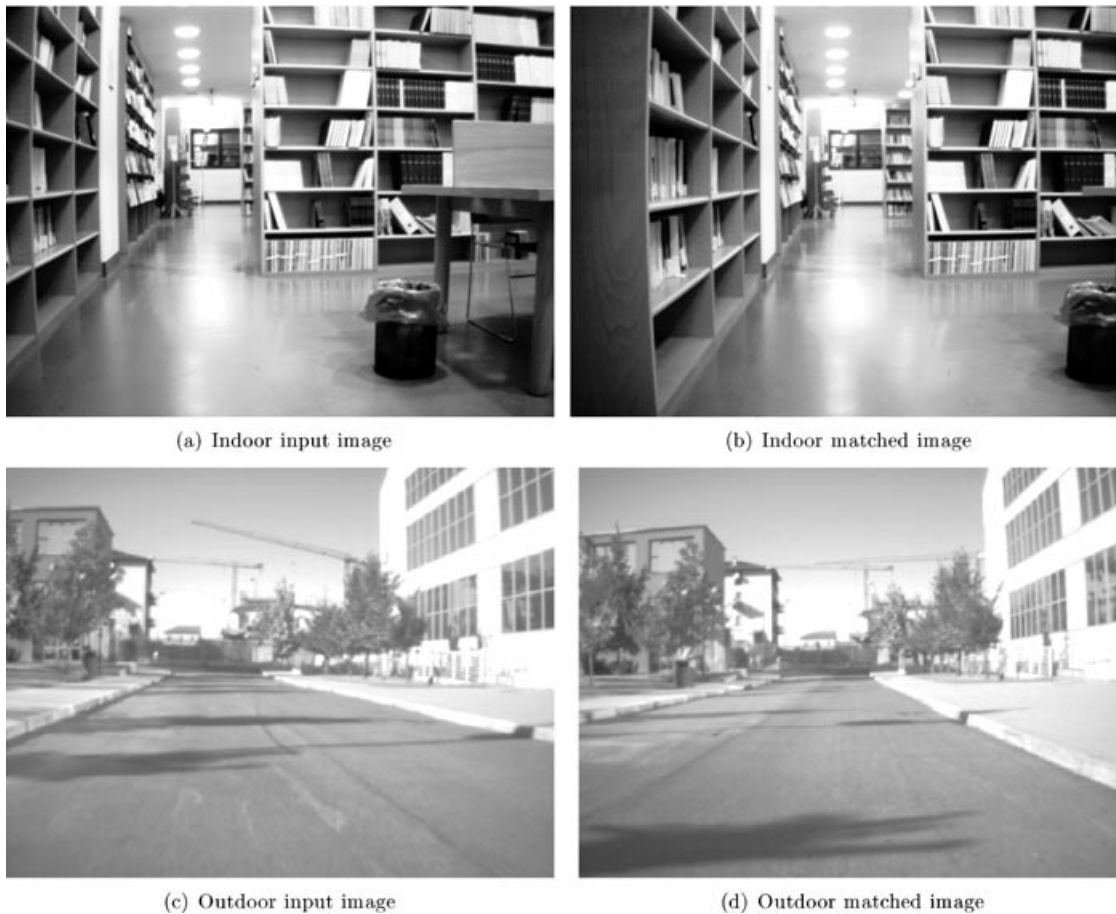 (a) Indoor input image
(b) Indoor matched image
(c) Outdoor input image
(d) Outdoor matched image